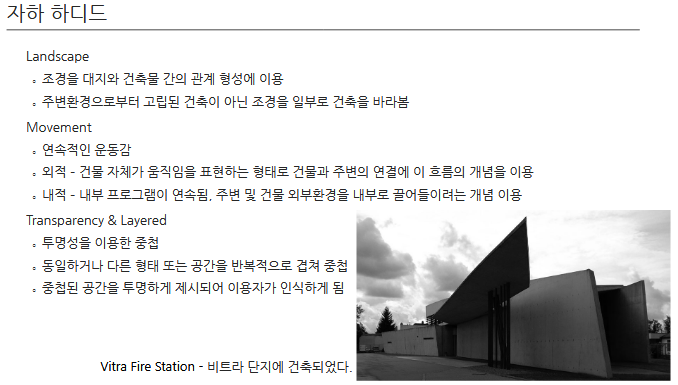 자하 하디드
Landscape
◦ 조경을 대지와 건축물 간의 관계 형성에 이용
◦ 주변환경으로부터 고립된 건축이 아닌 조경을 일부로 건축을 바라봄
Movement
◦ 연속적인 운동감
◦ 외적 - 건물 자체가 움직임을 표현하는 형태로 건물과 주변의 연결에 이 흐름의 개념을 이용
◦ 내적 - 내부 프로그램이 연속됨, 주변 및 건물 외부환경을 내부로 끌어들이려는 개념 이용
Transparency & Layered
◦ 투명성을 이용한 중첩
◦ 동일하거나 다른 형태 또는 공간을 반복적으로 겹쳐 중첩
◦ 중첩된 공간을 투명하게 제시되어 이용자가 인식하게 됨
Vitra Fire Station - 비트라 단지에 건축되었다.